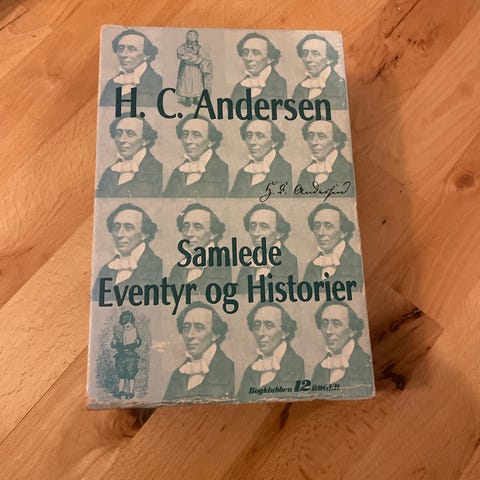 H. C. Andersen
H. C. Andersen
Samlede
Eventyr og Historier
Bogklubben 12 BØGER